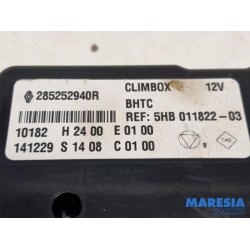 285252940R
CLIMBOX 12V
BHTC
REF: 5HB 011822-03
10182 H 24 00 E 01 00
141229 S 14 08 C 01 00
Maresia